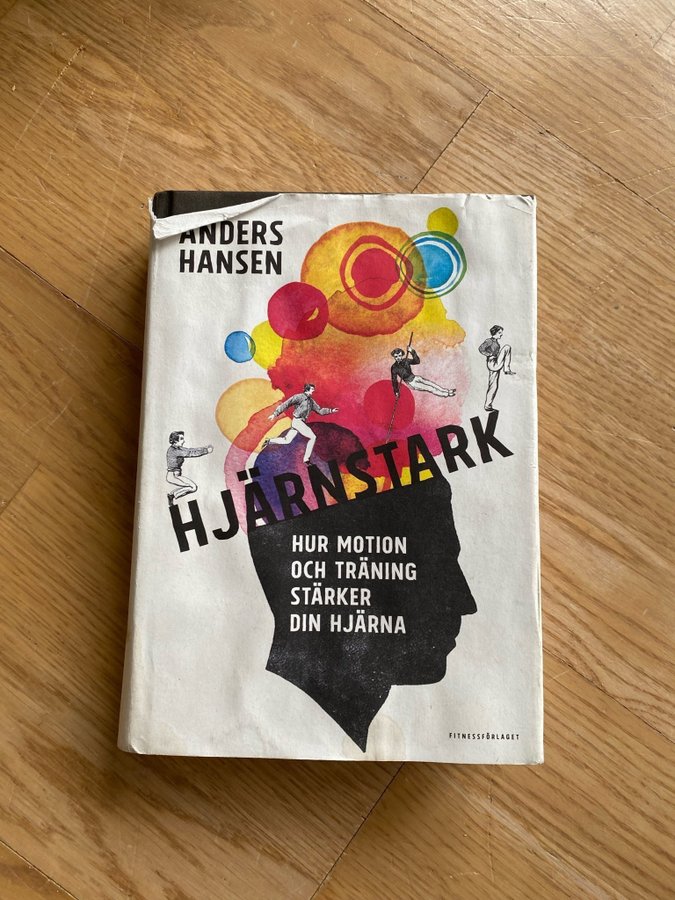 ANDERS
HANSEN
HJÄRNSTARK
HUR MOTION
OCH TRÄNING
STÄRKER
DIN HJÄRNA
FITNESSFÖRLAGET